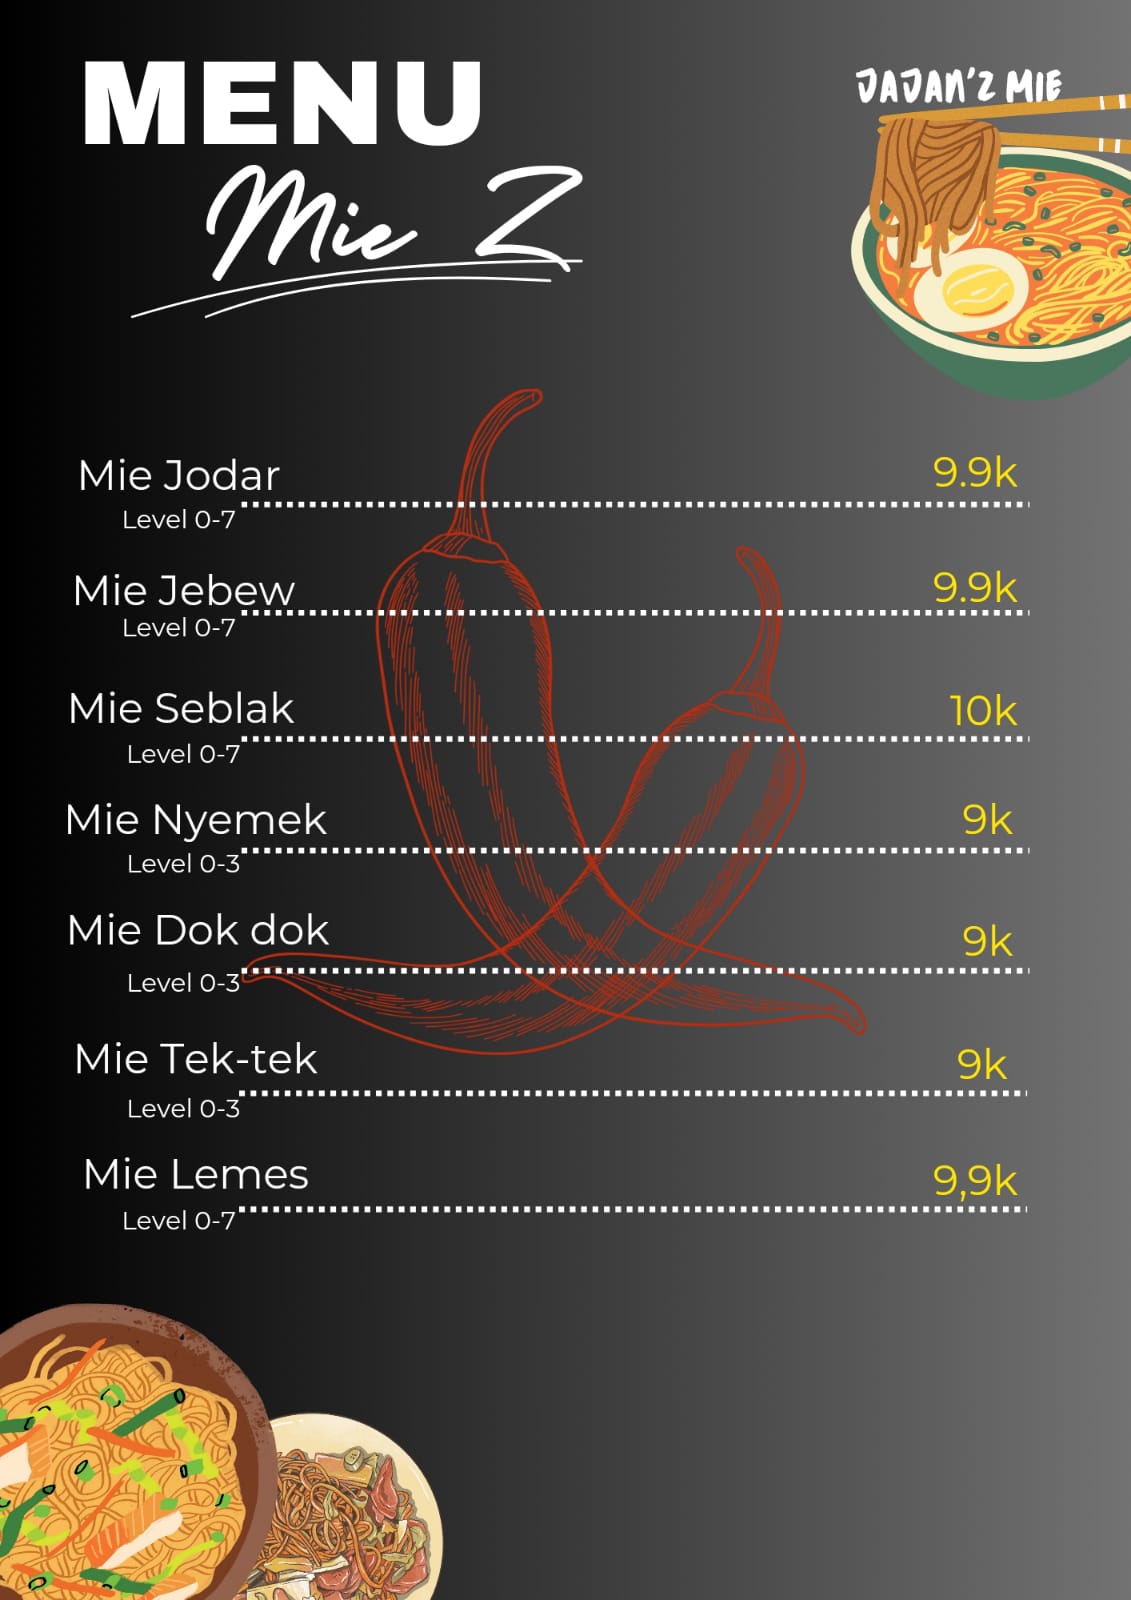 MENU
JAJAN'Z MIE
Mie Z
Mie Jodar 9.9k
Level 0-7
Mie Jebew 9.9k
Level 0-7
Mie Seblak 10k
Level 0-7
Mie Nyemek 9k
Level 0-3
Mie Dok dok 9k
Level 0-3
Mie Tek-tek 9k
Level 0-3
Mie Lemes 9,9k
Level 0-7